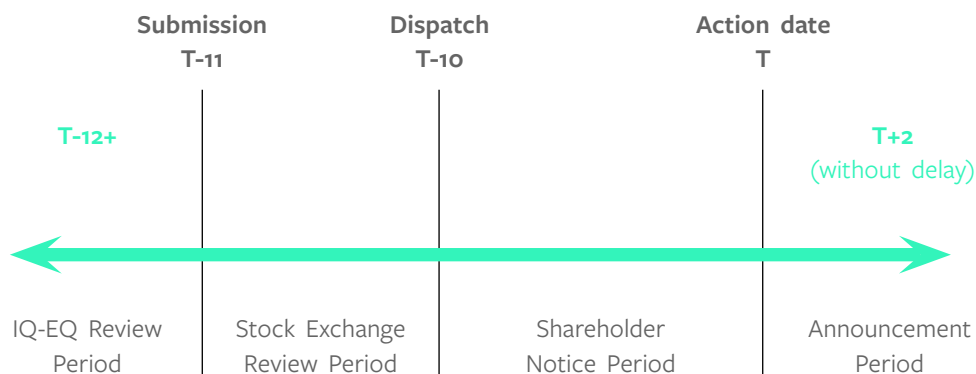 Submission
T-11
Dispatch
T-10
Action date
T
T-12+
T+2
(without delay)
IQ-EQ Review
Period
Stock Exchange
Review Period
Shareholder
Notice Period
Announcement
Period